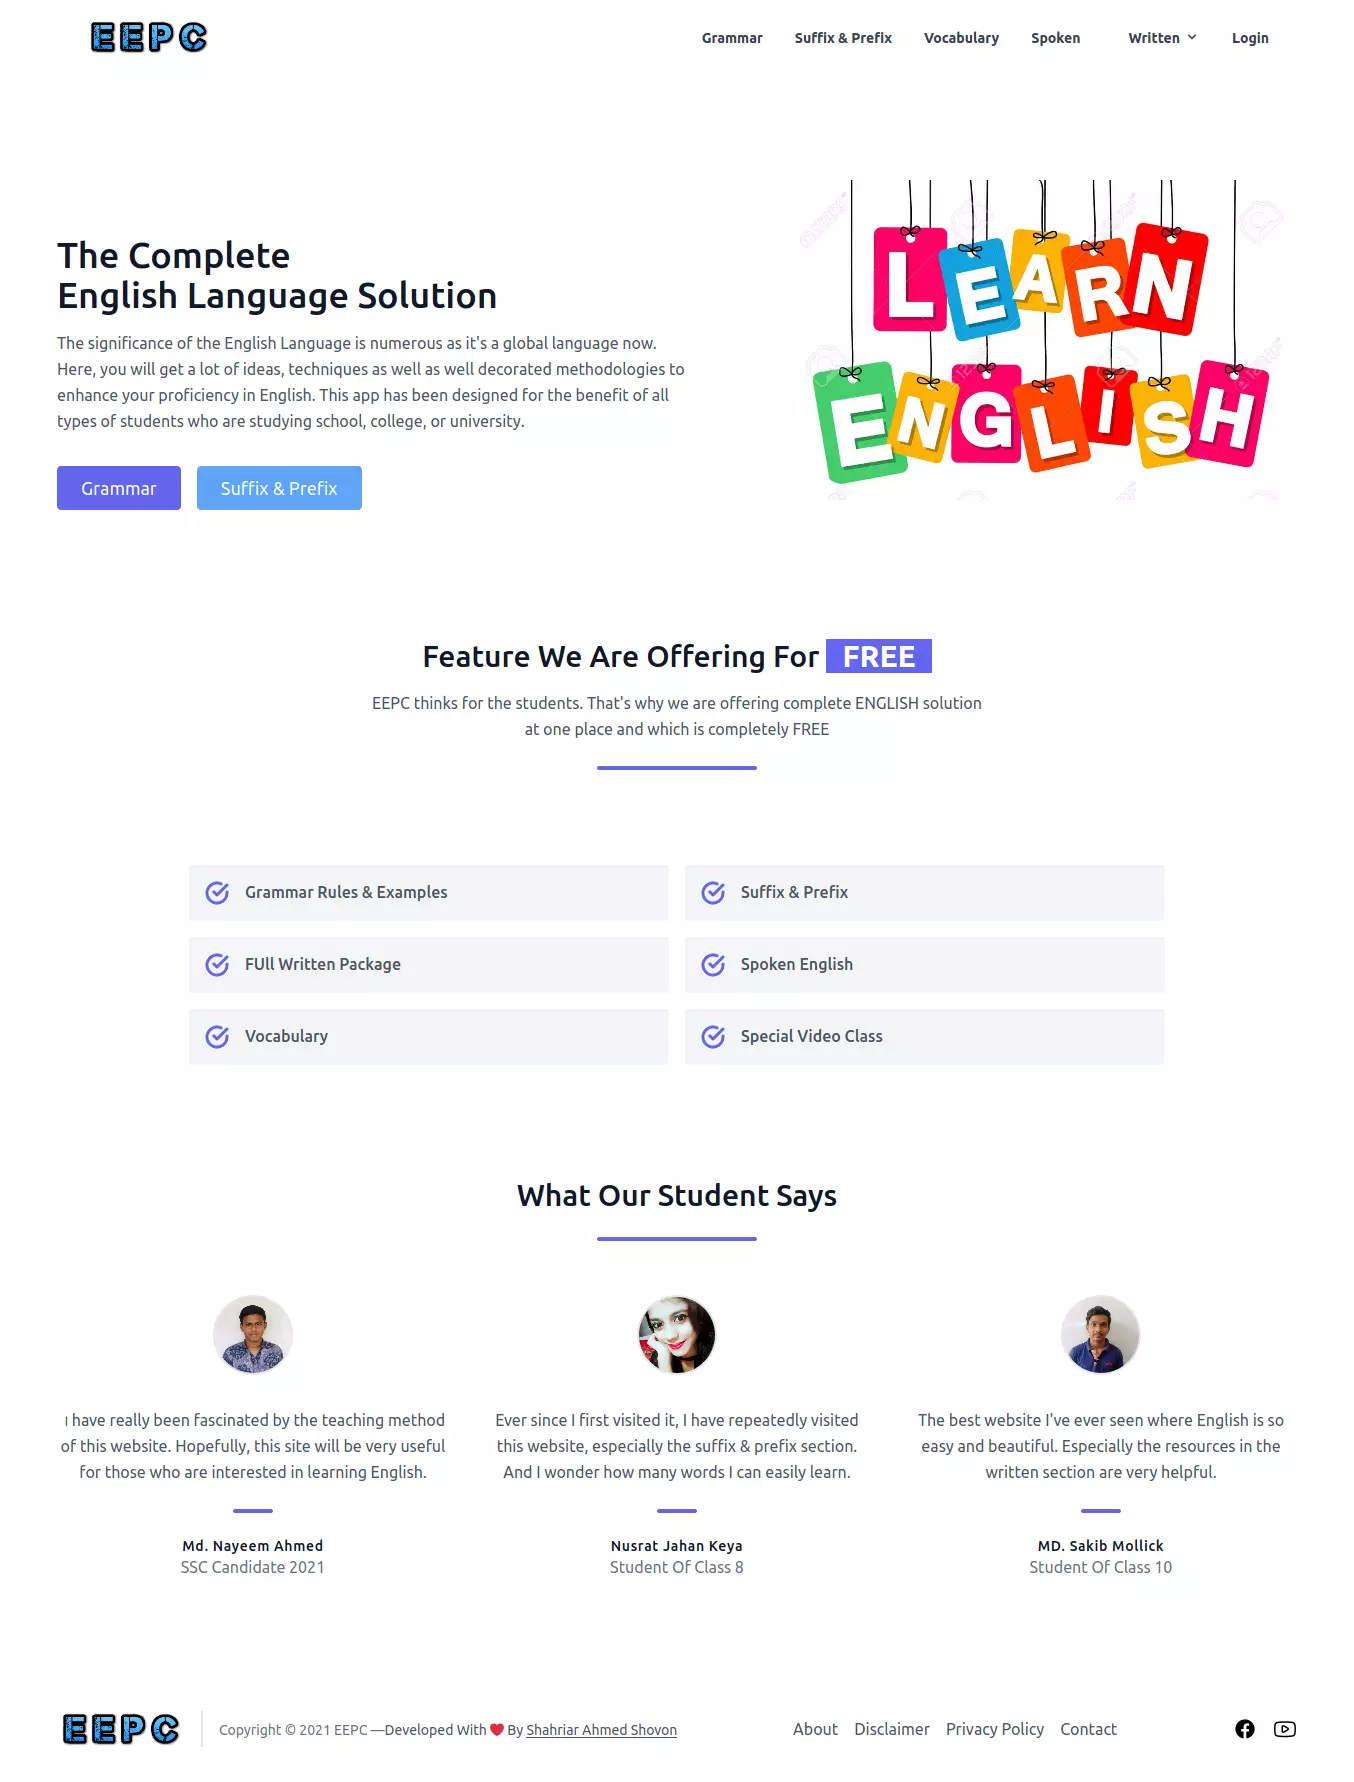 EEPC
Grammar
Suffix & Prefix
Vocabulary
Spoken
Written
Login
The Complete
English Language Solution
The significance of the English Language is numerous as it's a global language now.
Here, you will get a lot of ideas, techniques as well as well decorated methodologies to
enhance your proficiency in English. This app has been designed for the benefit of all
types of students who are studying school, college, or university.
Grammar
Suffix & Prefix
LEARN
ENGLISH
Feature We Are Offering For FREE
EEPC thinks for the students. That's why we are offering complete ENGLISH solution
at one place and which is completely FREE
Grammar Rules & Examples
Suffix & Prefix
FUll Written Package
Spoken English
Vocabulary
Special Video Class
What Our Student Says
I have really been fascinated by the teaching method
of this website. Hopefully, this site will be very useful
for those who are interested in learning English.
Md. Nayeem Ahmed
SSC Candidate 2021
Ever since I first visited it, I have repeatedly visited
this website, especially the suffix & prefix section.
And I wonder how many words I can easily learn.
Nusrat Jahan Keya
Student Of Class 8
The best website I've ever seen where English is so
easy and beautiful. Especially the resources in the
written section are very helpful.
MD. Sakib Mollick
Student Of Class 10
EEPC
Copyright © 2021 EEPC —Developed With ❤ By Shahriar Ahmed Shovon
About
Disclaimer
Privacy Policy
Contact